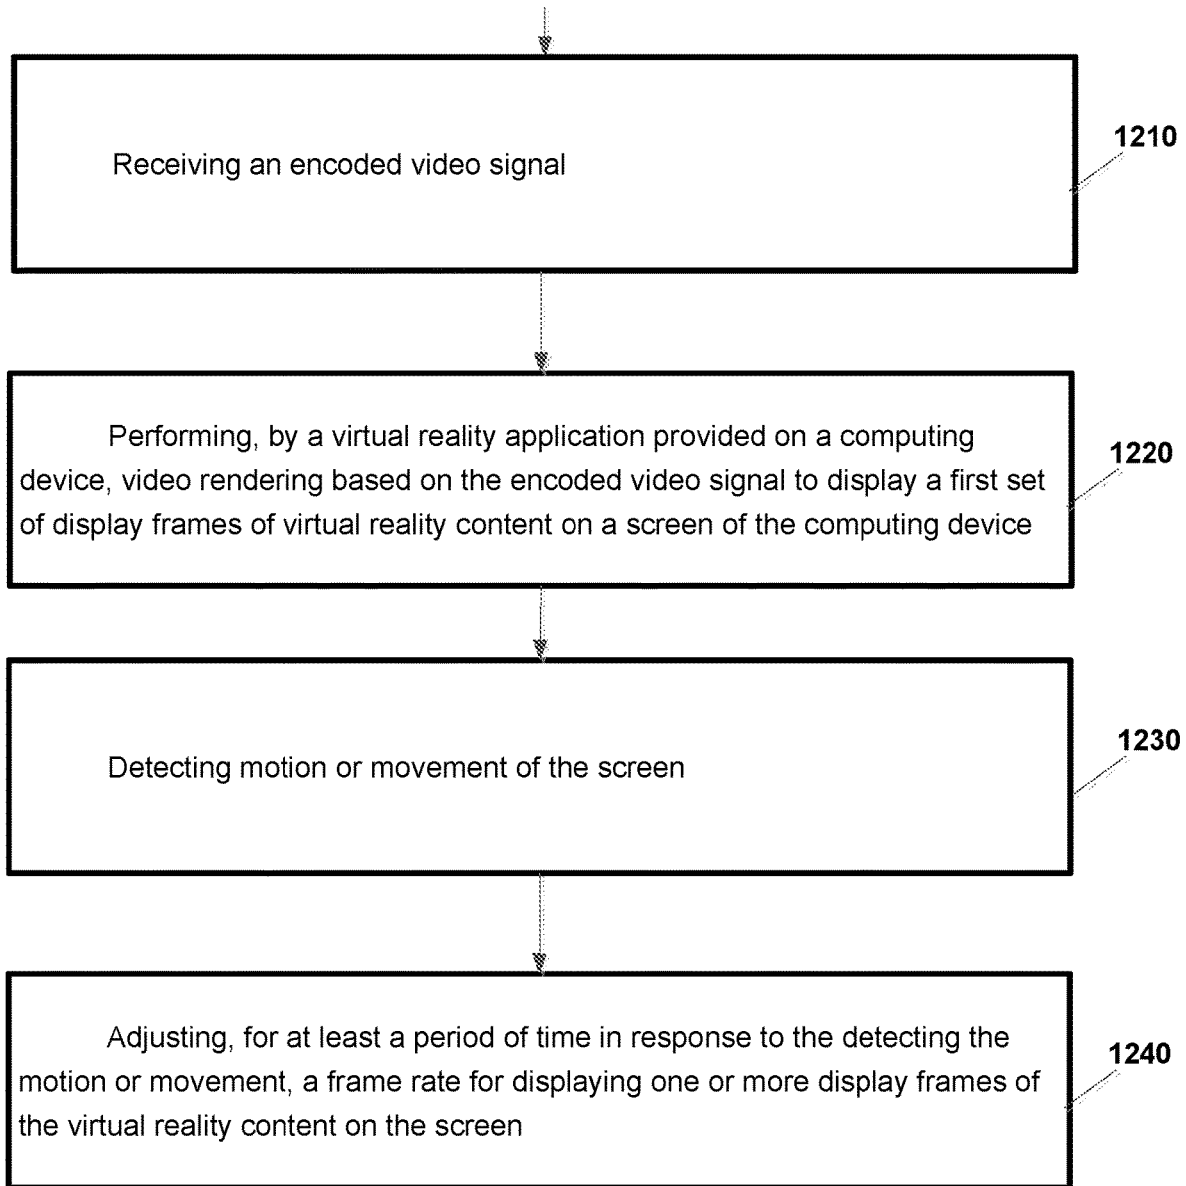 Receiving an encoded video signal
1210
Performing, by a virtual reality application provided on a computing
device, video rendering based on the encoded video signal to display a first set
of display frames of virtual reality content on a screen of the computing device
1220
Detecting motion or movement of the screen
1230
Adjusting, for at least a period of time in response to the detecting the
motion or movement, a frame rate for displaying one or more display frames of
the virtual reality content on the screen
1240